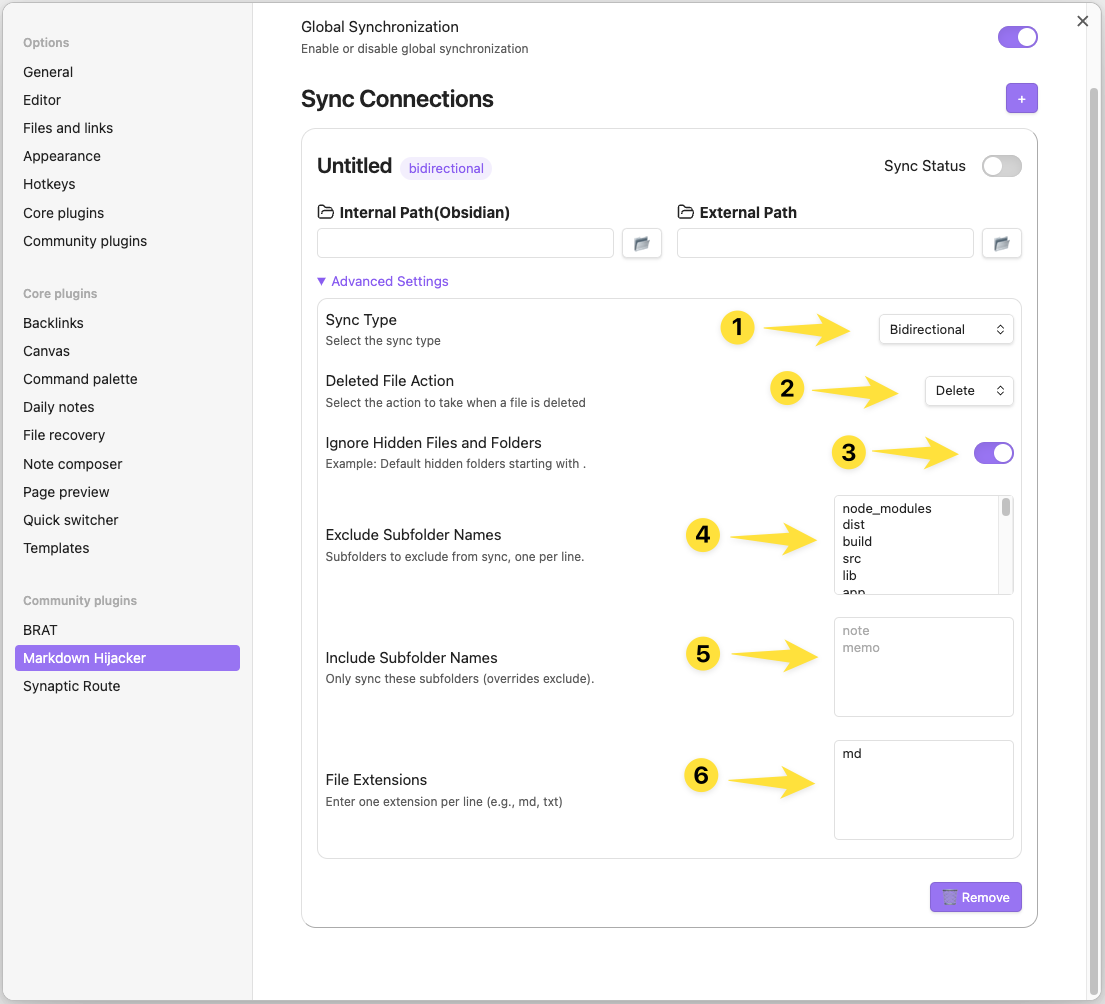 Options
General
Editor
Files and links
Appearance
Hotkeys
Core plugins
Community plugins
Core plugins
Backlinks
Canvas
Command palette
Daily notes
File recovery
Note composer
Page preview
Quick switcher
Templates
Community plugins
BRAT
Markdown Hijacker
Synaptic Route
Global Synchronization
Enable or disable global synchronization
Sync Connections
+
Untitled bidirectional
Sync Status
Internal Path(Obsidian)
External Path
▼ Advanced Settings
Sync Type
Select the sync type
1
Bidirectional
Deleted File Action
Select the action to take when a file is deleted
2
Delete
Ignore Hidden Files and Folders
Example: Default hidden folders starting with .
3
Exclude Subfolder Names
Subfolders to exclude from sync, one per line.
4
node_modules
dist
build
src
lib
app
Include Subfolder Names
Only sync these subfolders (overrides exclude).
5
note
memo
File Extensions
Enter one extension per line (e.g., md, txt)
6
md
Remove